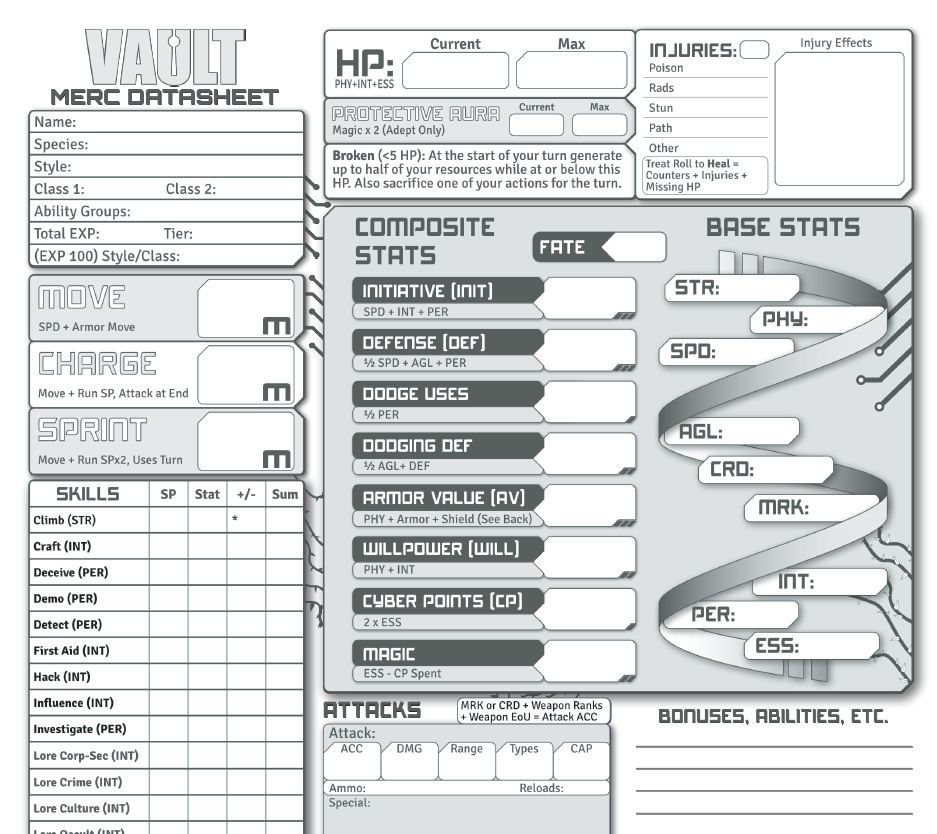 VAULT
MERC DATASHEET
Name:
Species:
Style:
Class 1: Class 2:
Ability Groups:
Total EXP: Tier:
(EXP 100) Style/Class:
MOVE
SPD + Armor Move
M
CHARGE
Move + Run SP, Attack at End
M
SPRINT
Move + Run SPx2, Uses Turn
M
SKILLS SP Stat +/- Sum
Climb (STR) *
Craft (INT)
Deceive (PER)
Demo (PER)
Detect (PER)
First Aid (INT)
Hack (INT)
Influence (INT)
Investigate (PER)
Lore Corp-Sec (INT)
Lore Crime (INT)
Lore Culture (INT)
Lore Occult (INT)
HP:
PHY+INT+ESS
Current Max
PROTECTIVE AURA
Magic x 2 (Adept Only)
Current Max
Broken (<5 HP): At the start of your turn generate
up to half of your resources while at or below this
HP. Also sacrifice one of your actions for the turn.
INJURIES:
Poison
Rads
Stun
Path
Other
Treat Roll to Heal =
Counters + Injuries +
Missing HP
Injury Effects
COMPOSITE
STATS
FATE
INITIATIVE [INIT]
SPD + INT + PER
DEFENSE [DEF]
½ SPD + AGL + PER
DODGE USES
½ PER
DODGING DEF
½ AGL+ DEF
ARMOR VALUE [AV]
PHY + Armor + Shield (See Back)
WILLPOWER [WILL]
PHY + INT
CYBER POINTS [CP]
2 x ESS
MAGIC
ESS - CP Spent
BASE STATS
STR:
PHY:
SPD:
AGL:
CRD:
MRK:
INT:
PER:
ESS:
ATTACKS
MRK or CRD + Weapon Ranks
+ Weapon EoU = Attack ACC
Attack:
ACC DMG Range Types CAP
Ammo: Reloads:
Special:
BONUSES, ABILITIES, ETC.